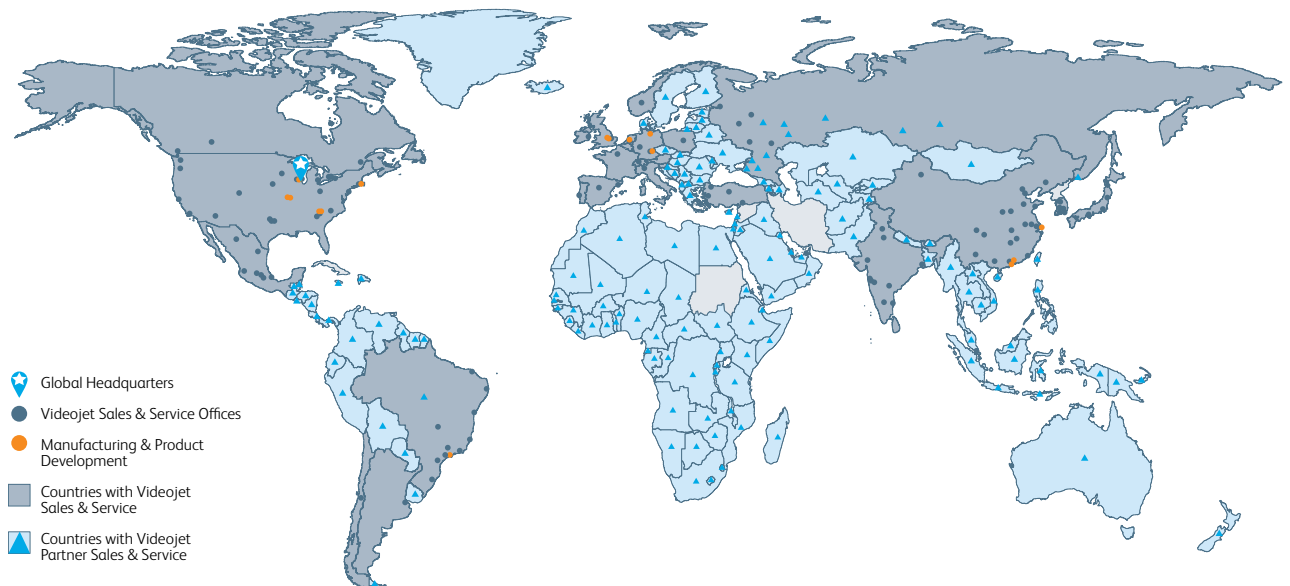 Global Headquarters
Videojet Sales & Service Offices
Manufacturing & Product
Development
Countries with Videojet
Sales & Service
Countries with Videojet
Partner Sales & Service